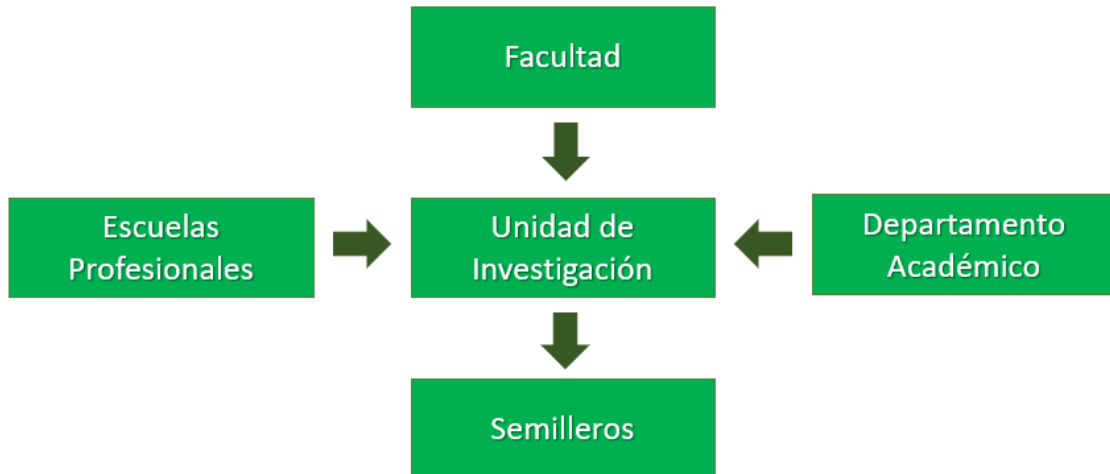 Facultad
Escuelas
Profesionales
Unidad de
Investigación
Departamento
Académico
Semilleros